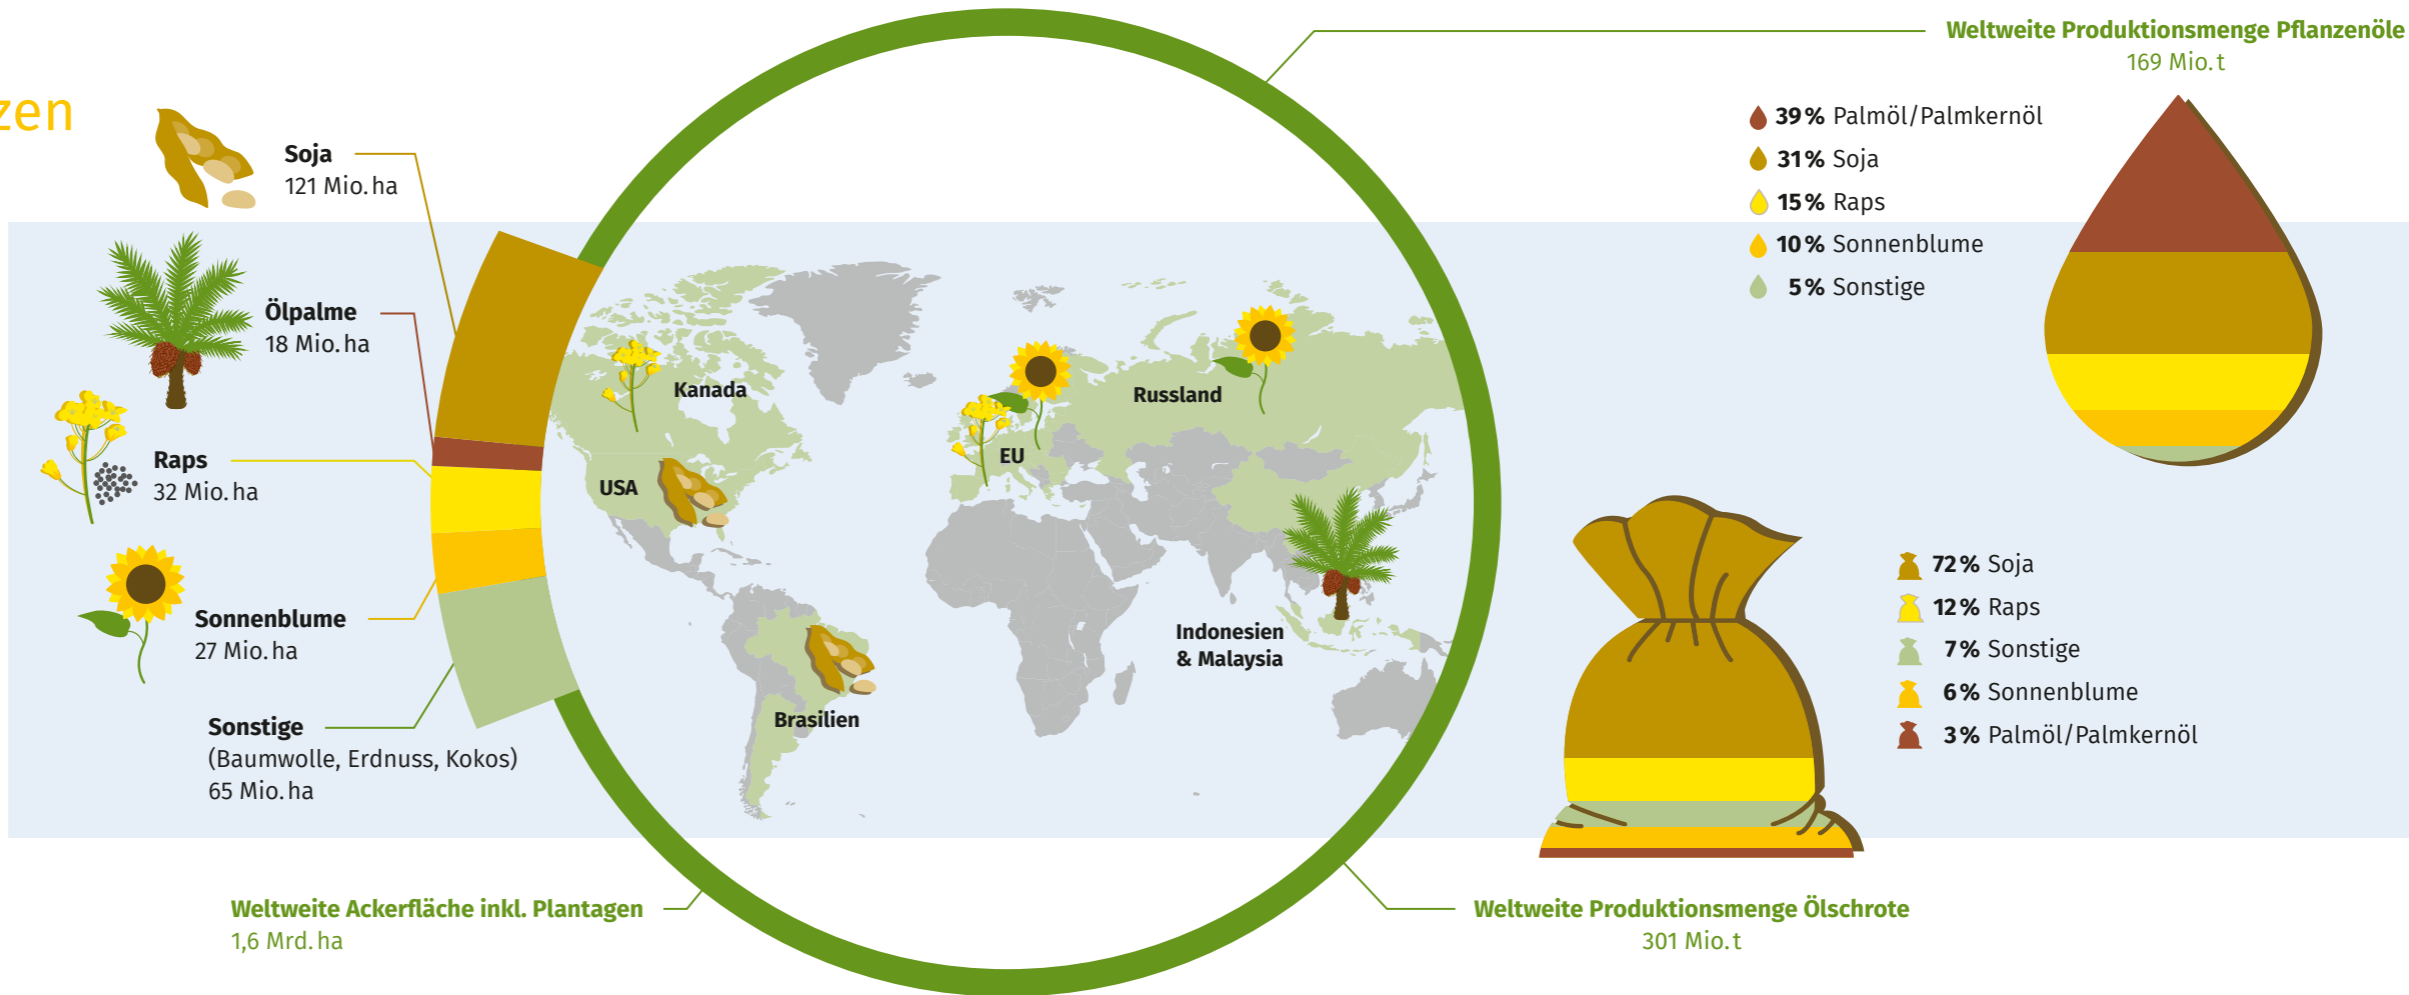 zen
Soja
121 Mio. ha
Ölpalme
18 Mio. ha
Raps
32 Mio. ha
Sonnenblume
27 Mio. ha
Sonstige
(Baumwolle, Erdnuss, Kokos)
65 Mio. ha
Weltweite Ackerfläche inkl. Plantagen
1,6 Mrd. ha
Kanada
USA
Brasilien
EU
Russland
Indonesien
& Malaysia
Weltweite Produktionsmenge Pflanzenöle
169 Mio. t
39 % Palmöl/Palmkernöl
31 % Soja
15 % Raps
10 % Sonnenblume
5 % Sonstige
72 % Soja
12 % Raps
7 % Sonstige
6 % Sonnenblume
3 % Palmöl/Palmkernöl
Weltweite Produktionsmenge Ölschrote
301 Mio. t